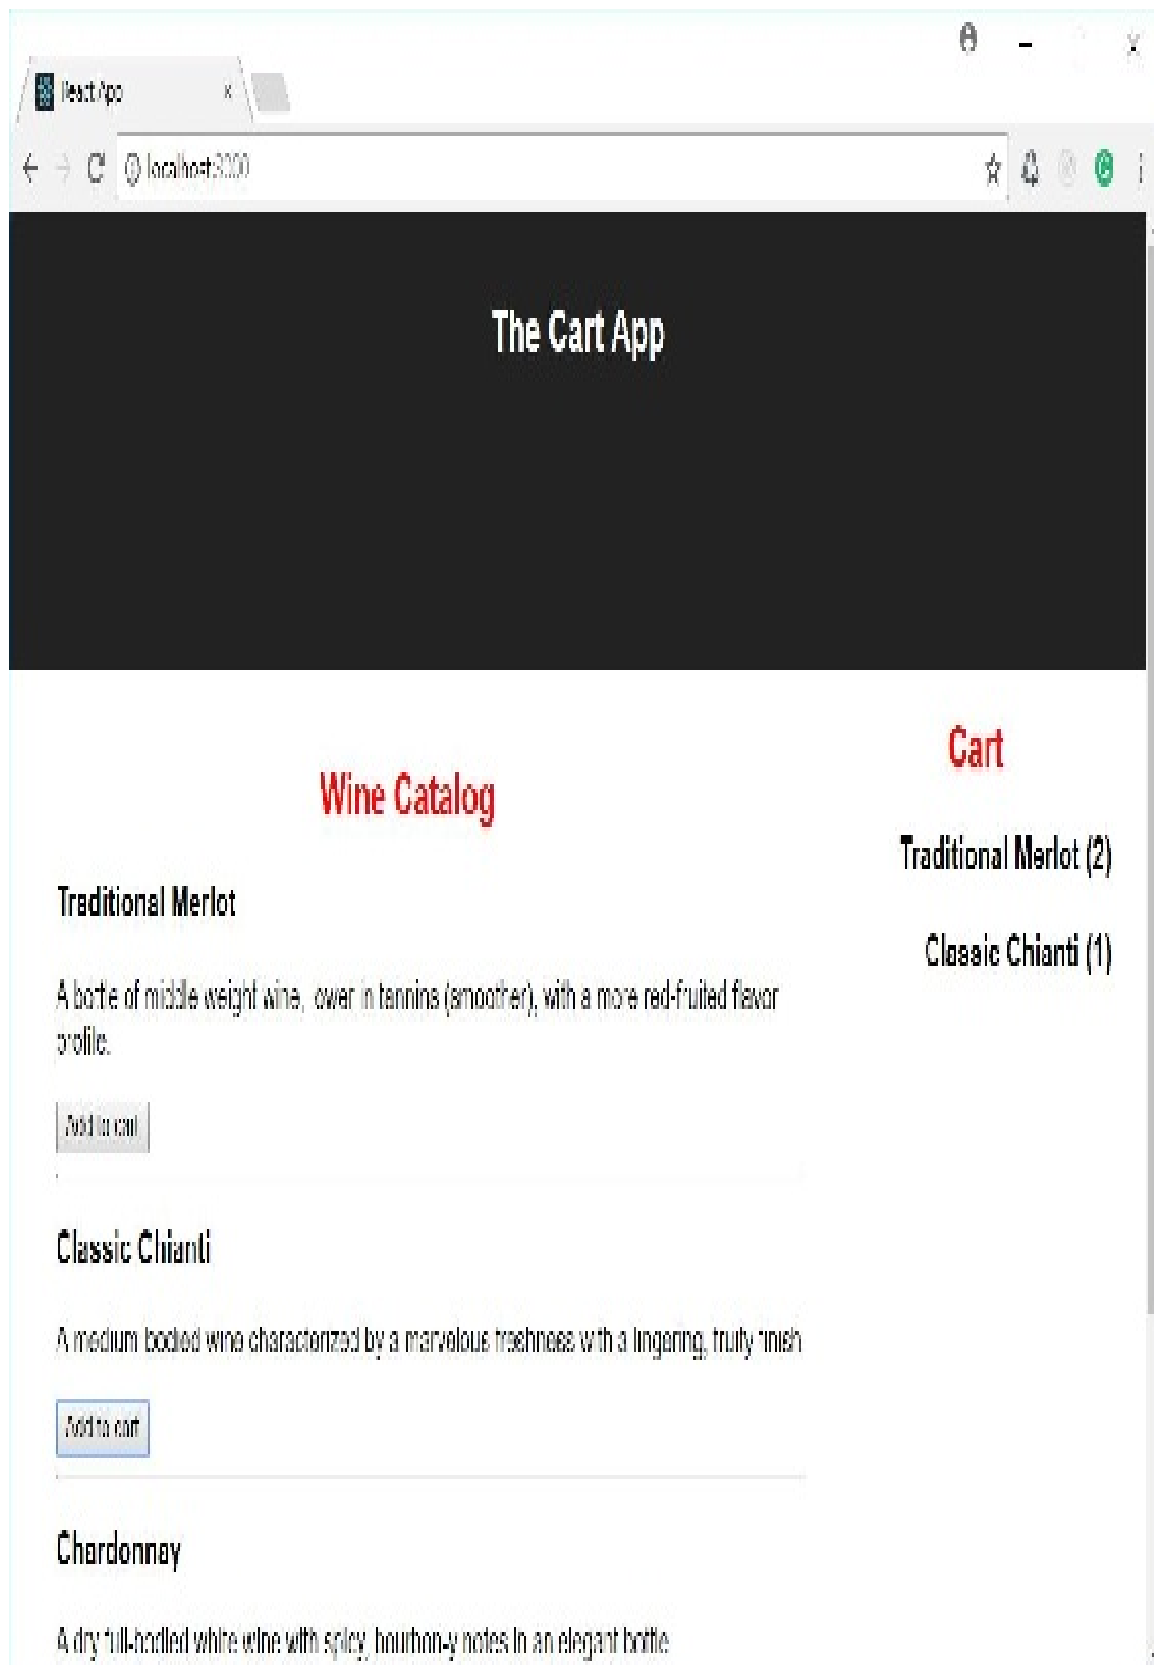 React App
localhost:3000
The Cart App
Wine Catalog
Traditional Merlot
A bottle of middle weight wine, lower in tannins (smoother), with a more red-fruited flavor
profile.
Add to cart
Classic Chianti
A medium-bodied wine characterized by a marvelous freshness with a lingering, fruity finish
Add to cart
Chardonnay
A dry full-bodied white wine with spicy, bourbon-y notes in an elegant bottle
Cart
Traditional Merlot (2)
Classic Chianti (1)